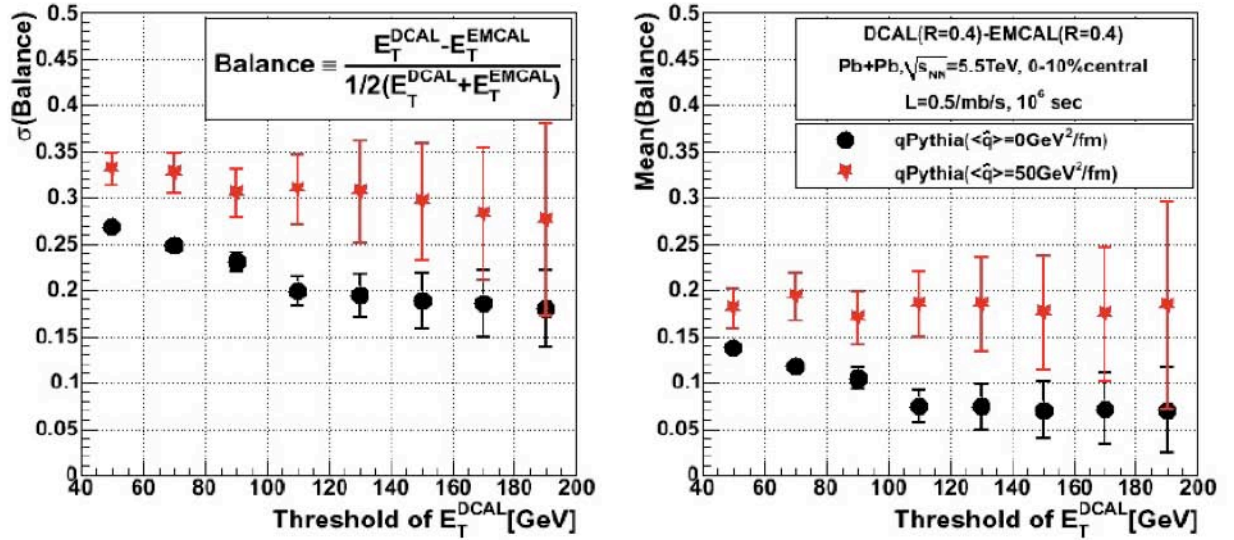 σ(Balance)
0.5
0.45
0.4
0.35
0.3
0.25
0.2
0.15
0.1
0.05
0
Balance ≡ E_T^DCAL-E_T^EMCAL / 1/2(E_T^DCAL+E_T^EMCAL)
40 60 80 100 120 140 160 180 200
Threshold of E_T^DCAL[GeV]
Mean(Balance)
0.5
0.45
0.4
0.35
0.3
0.25
0.2
0.15
0.1
0.05
0
DCAL(R=0.4)-EMCAL(R=0.4)
Pb+Pb,√s_NN=5.5TeV, 0-10%central
L=0.5/mb/s, 10^6 sec
qPythia(<q̂>=0GeV^2/fm)
qPythia(<q̂>=50GeV^2/fm)
40 60 80 100 120 140 160 180 200
Threshold of E_T^DCAL[GeV]